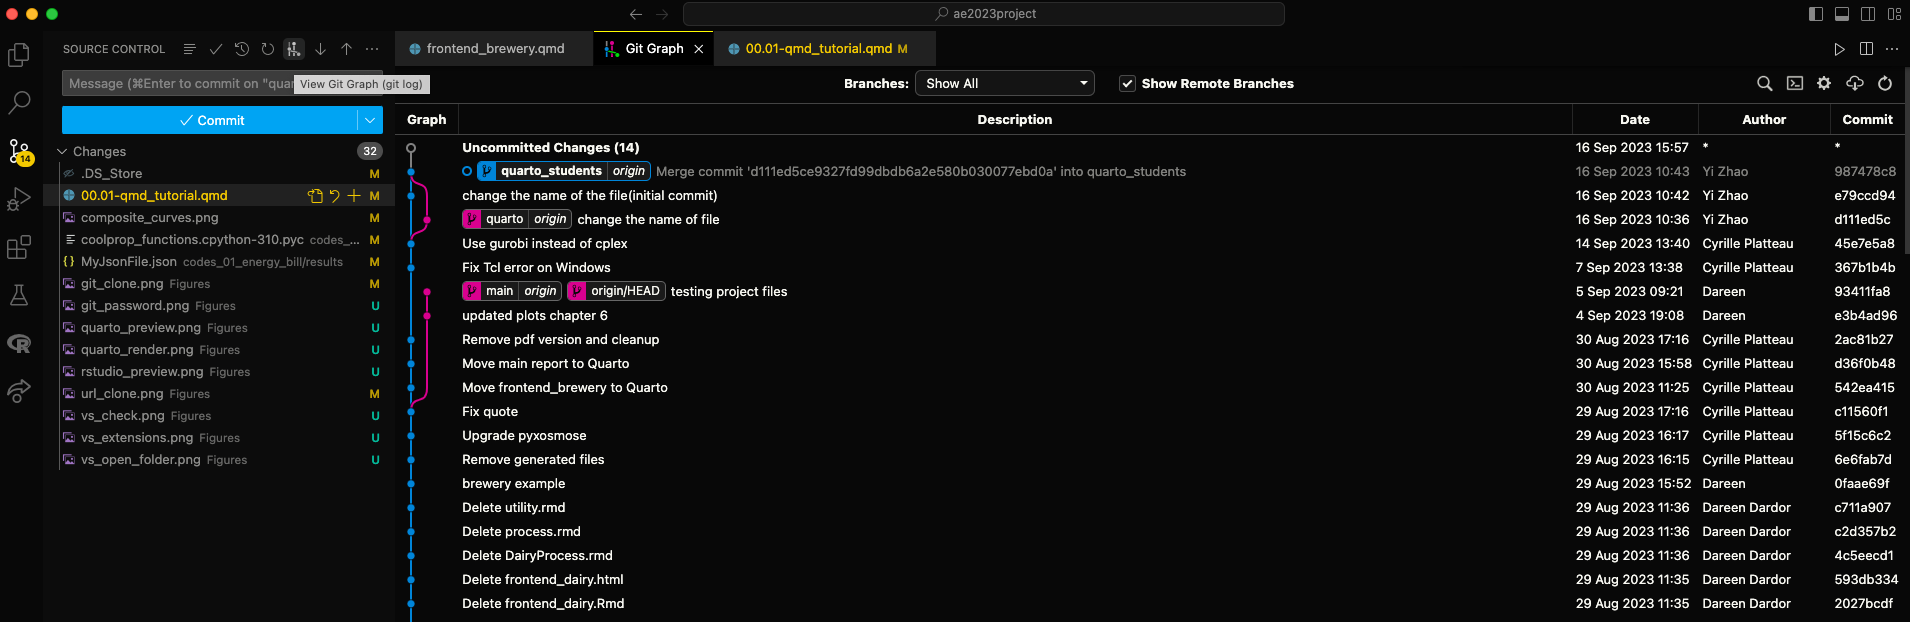 ae2023project
SOURCE CONTROL
frontend_brewery.qmd
Git Graph
00.01-qmd_tutorial.qmd M
Message (⌘Enter to commit on "quar
View Git Graph (git log)
Branches: Show All Show Remote Branches
Commit
Graph Description Date Author Commit
Changes 32
.DS_Store M
00.01-qmd_tutorial.qmd M
composite_curves.png M
coolprop_functions.cpython-310.pyc codes_... M
MyJsonFile.json codes_01_energy_bill/results M
git_clone.png Figures M
git_password.png Figures U
quarto_preview.png Figures U
quarto_render.png Figures U
rstudio_preview.png Figures U
url_clone.png Figures M
vs_check.png Figures U
vs_extensions.png Figures U
vs_open_folder.png Figures U
14
Uncommitted Changes (14) 16 Sep 2023 15:57 * *
quarto_students origin Merge commit 'd111ed5ce9327fd99dbdb6a2e580b030077ebd0a' into quarto_students 16 Sep 2023 10:43 Yi Zhao 987478c8
change the name of the file(initial commit) 16 Sep 2023 10:42 Yi Zhao e79ccd94
quarto origin change the name of file 16 Sep 2023 10:36 Yi Zhao d111ed5c
Use gurobi instead of cplex 14 Sep 2023 13:40 Cyrille Platteau 45e7e5a8
Fix Tcl error on Windows 7 Sep 2023 13:38 Cyrille Platteau 367b1b4b
main origin origin/HEAD testing project files 5 Sep 2023 09:21 Dareen 93411fa8
updated plots chapter 6 4 Sep 2023 19:08 Dareen e3b4ad96
Remove pdf version and cleanup 30 Aug 2023 17:16 Cyrille Platteau 2ac81b27
Move main report to Quarto 30 Aug 2023 15:58 Cyrille Platteau d36f0b48
Move frontend_brewery to Quarto 30 Aug 2023 11:25 Cyrille Platteau 542ea415
Fix quote 29 Aug 2023 17:16 Cyrille Platteau c11560f1
Upgrade pyxosmose 29 Aug 2023 16:17 Cyrille Platteau 5f15c6c2
Remove generated files 29 Aug 2023 16:15 Cyrille Platteau 6e6fab7d
brewery example 29 Aug 2023 15:52 Dareen 0faae69f
Delete utility.rmd 29 Aug 2023 11:36 Dareen Dardor c711a907
Delete process.rmd 29 Aug 2023 11:36 Dareen Dardor c2d357b2
Delete DairyProcess.rmd 29 Aug 2023 11:36 Dareen Dardor 4c5eecd1
Delete frontend_dairy.html 29 Aug 2023 11:35 Dareen Dardor 593db334
Delete frontend_dairy.Rmd 29 Aug 2023 11:35 Dareen Dardor 2027bcdf